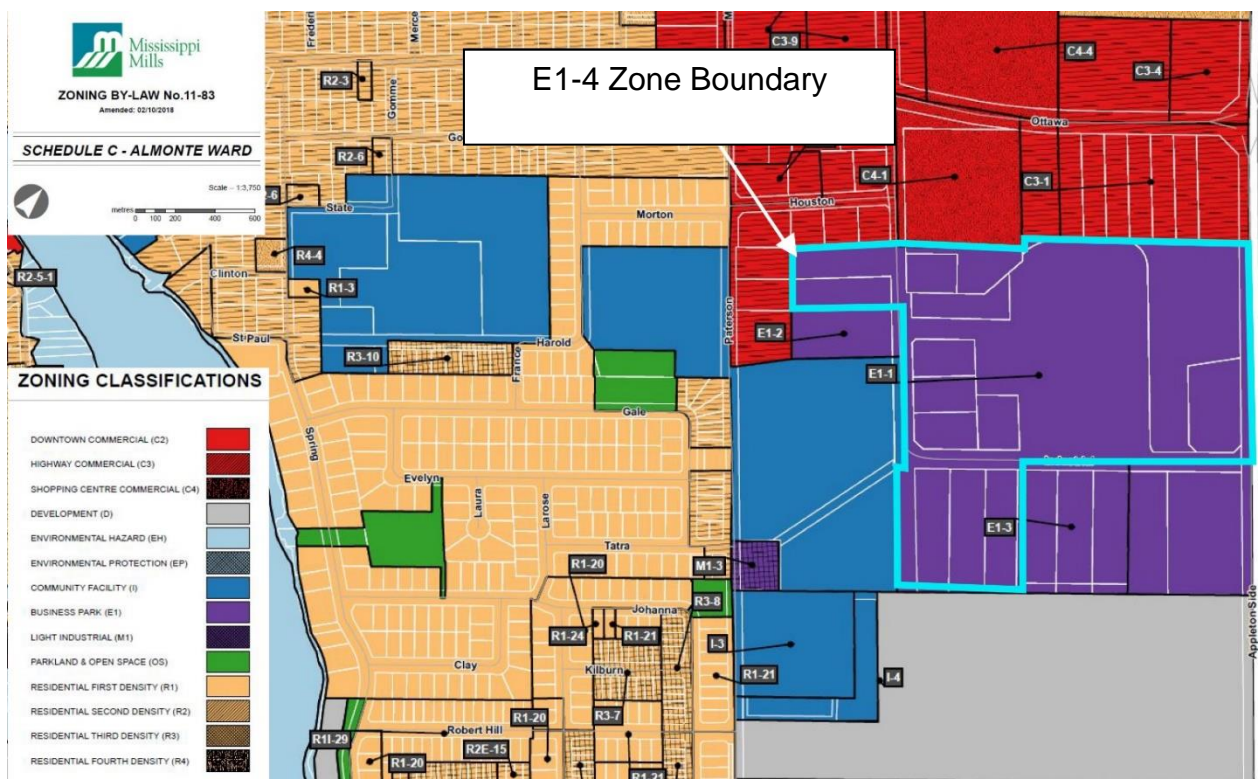 Mississippi
Mills
ZONING BY-LAW No.11-83
Amended: 02/10/2018
SCHEDULE C - ALMONTE WARD
Scale - 1:3,750
metres
0 100 200 400 600
E1-4 Zone Boundary
Gomme
R2-3
C3-9
C4-4
C3-4
Ottawa
R2-6
State
Morton
Houston
C4-1
C3-1
R2-5-1
Clinton
R4-4
R1-3
St Paul
R3-10
France
Harold
Paterson
E1-2
E1-1
Gale
Spring
Evelyn
Laura
Larose
Tatra
R1-20
M1-3
E1-3
Johanna
R3-8
R1-24
R1-21
I-3
Clay
Kilburn
R1-21
I-4
R1-20
R3-7
R1I-29
Robert Hill
R2E-15
R1-20
R1-21
Appleton Side
ZONING CLASSIFICATIONS
DOWNTOWN COMMERCIAL (C2)
HIGHWAY COMMERCIAL (C3)
SHOPPING CENTRE COMMERCIAL (C4)
DEVELOPMENT (D)
ENVIRONMENTAL HAZARD (EH)
ENVIRONMENTAL PROTECTION (EP)
COMMUNITY FACILITY (I)
BUSINESS PARK (E1)
LIGHT INDUSTRIAL (M1)
PARKLAND & OPEN SPACE (OS)
RESIDENTIAL FIRST DENSITY (R1)
RESIDENTIAL SECOND DENSITY (R2)
RESIDENTIAL THIRD DENSITY (R3)
RESIDENTIAL FOURTH DENSITY (R4)